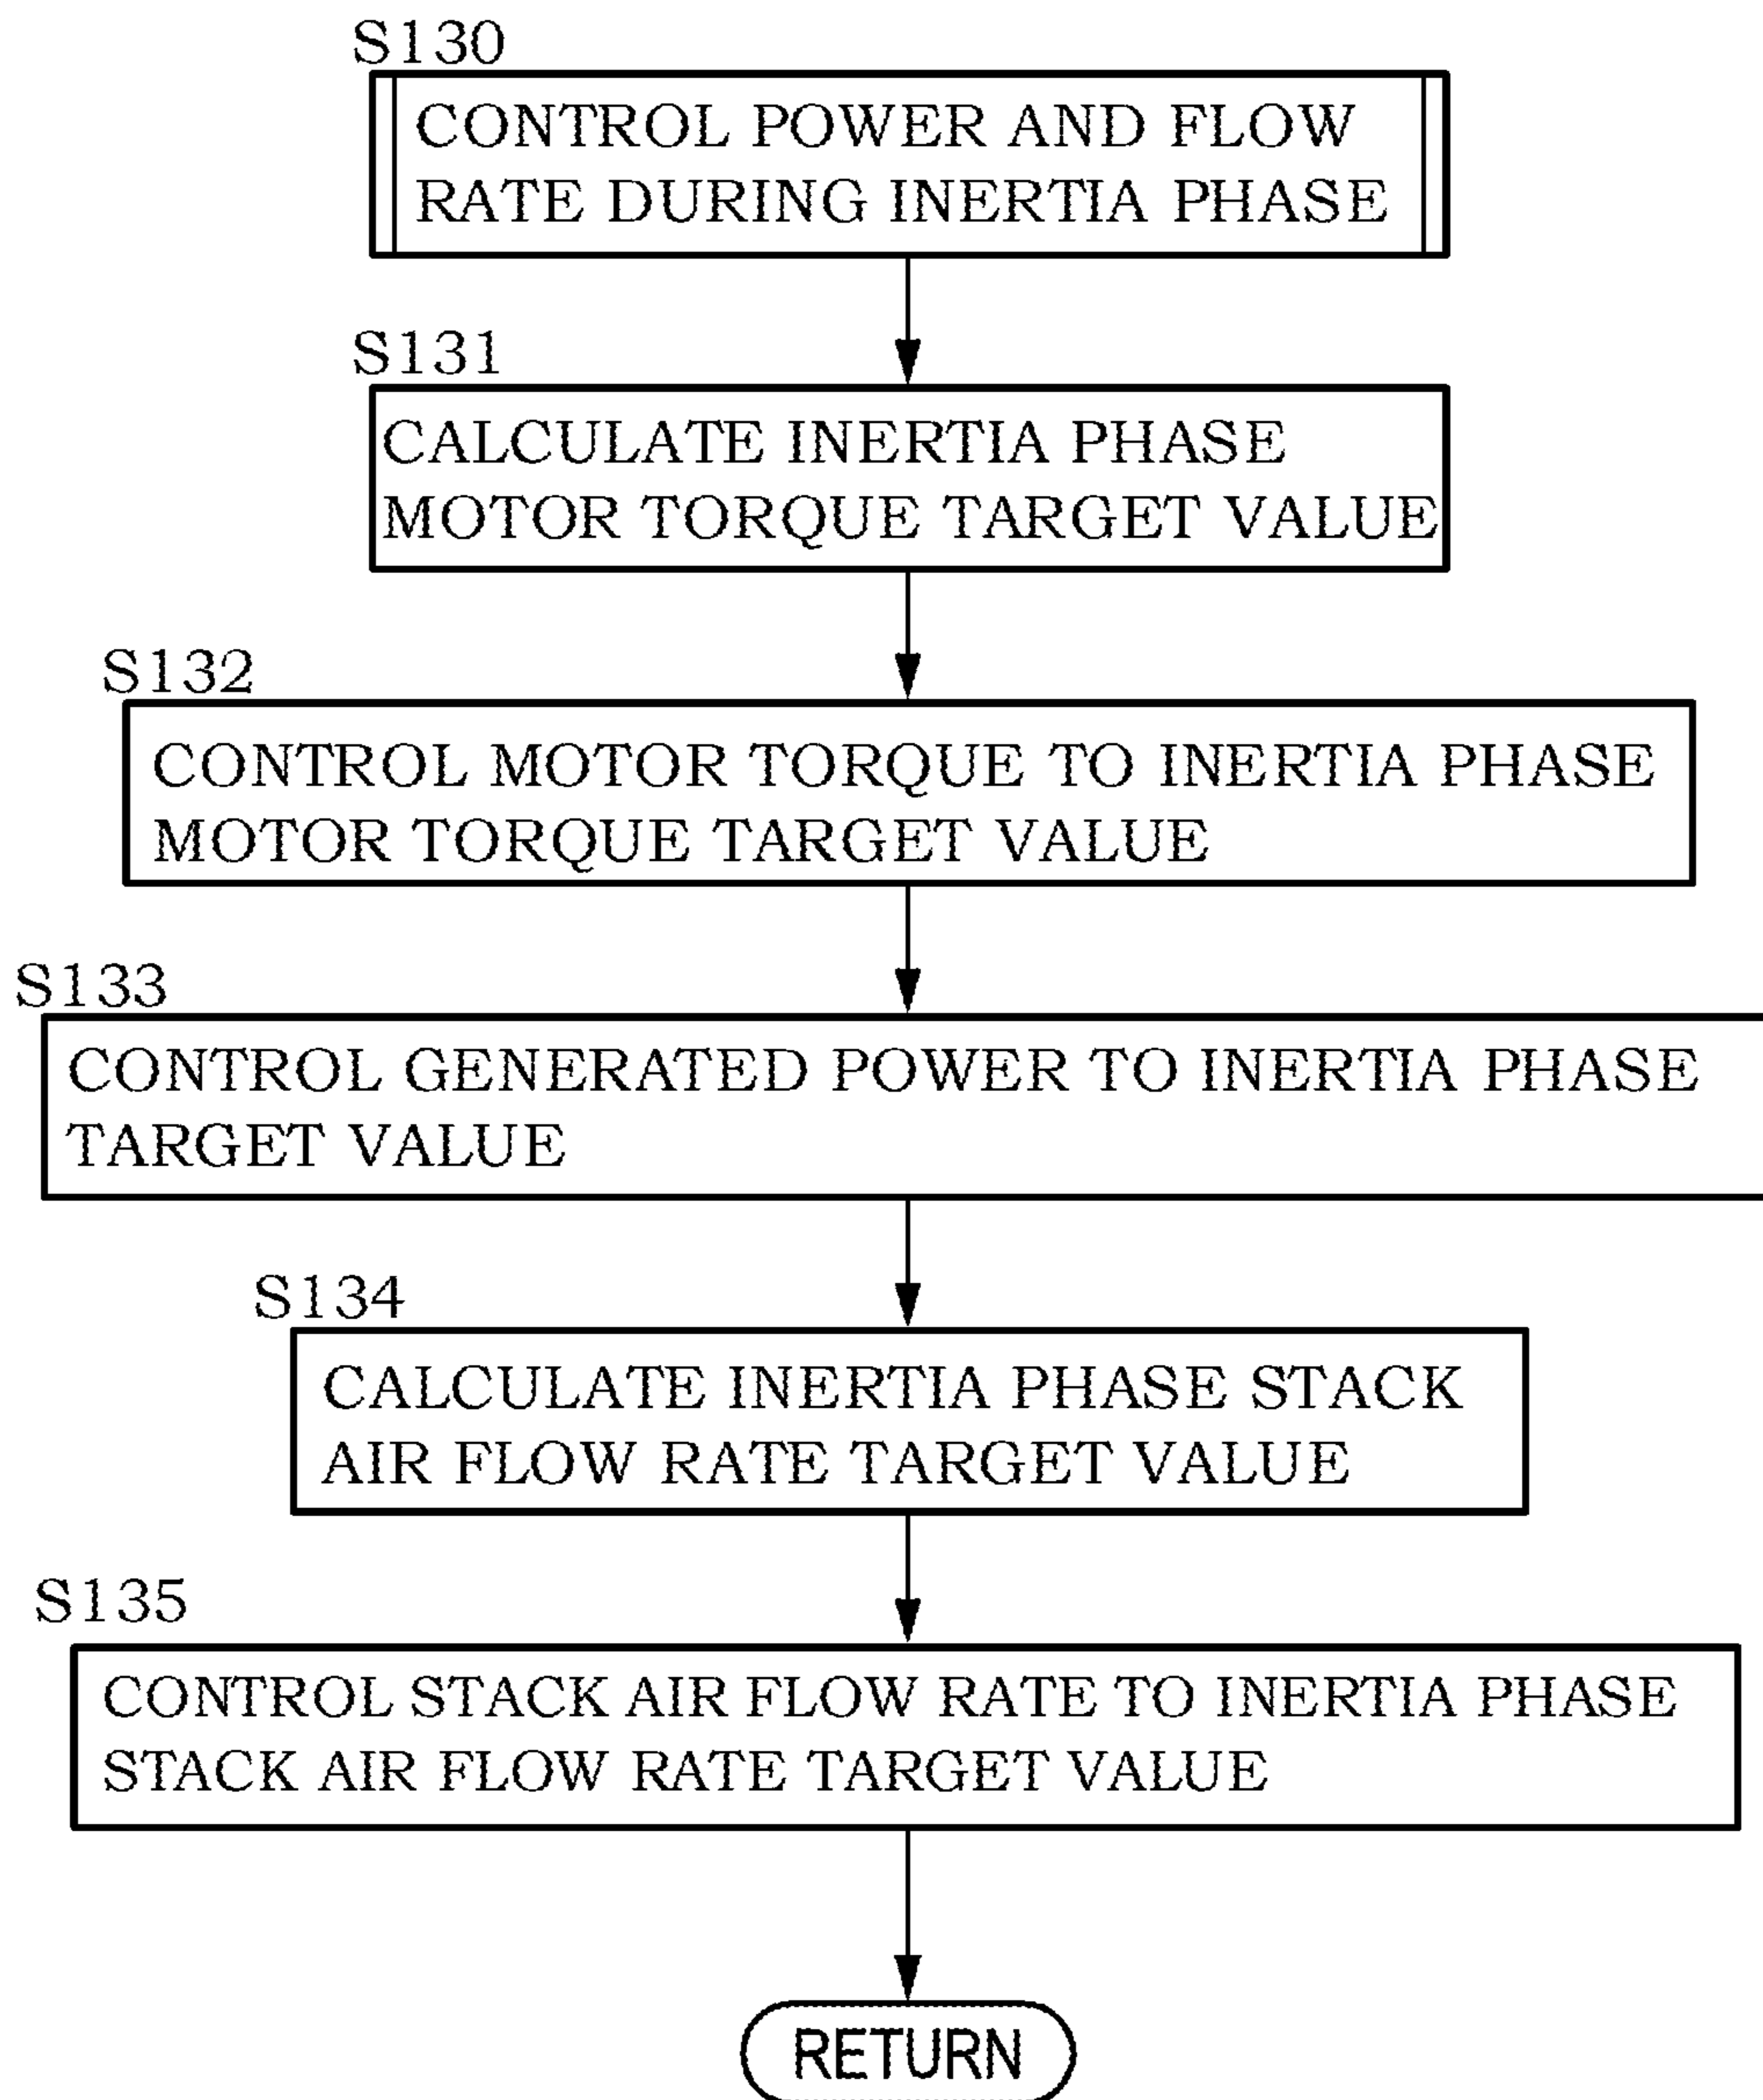 S130
CONTROL POWER AND FLOW
RATE DURING INERTIA PHASE
S131
CALCULATE INERTIA PHASE
MOTOR TORQUE TARGET VALUE
S132
CONTROL MOTOR TORQUE TO INERTIA PHASE
MOTOR TORQUE TARGET VALUE
S133
CONTROL GENERATED POWER TO INERTIA PHASE
TARGET VALUE
S134
CALCULATE INERTIA PHASE STACK
AIR FLOW RATE TARGET VALUE
S135
CONTROL STACK AIR FLOW RATE TO INERTIA PHASE
STACK AIR FLOW RATE TARGET VALUE
RETURN